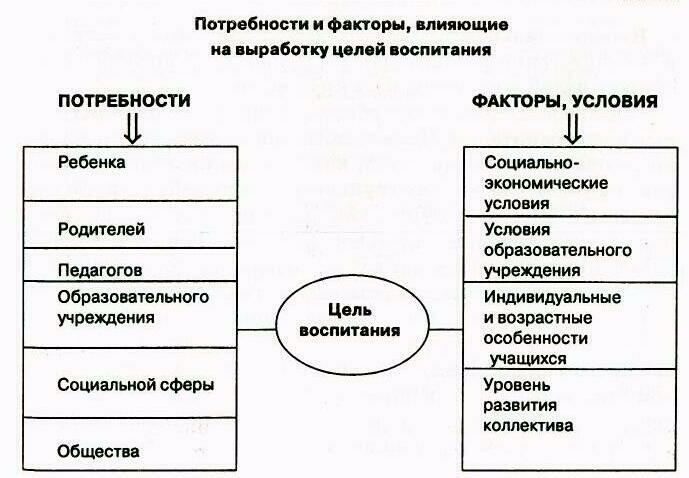 Потребности и факторы, влияющие
на выработку целей воспитания
ПОТРЕБНОСТИ
Ребенка
Родителей
Педагогов
Образовательного
учреждения
Социальной сферы
Общества
Цель
воспитания
ФАКТОРЫ, УСЛОВИЯ
Социально-
экономические
условия
Условия
образовательного
учреждения
Индивидуальные
и возрастные
особенности
учащихся
Уровень
развития
коллектива